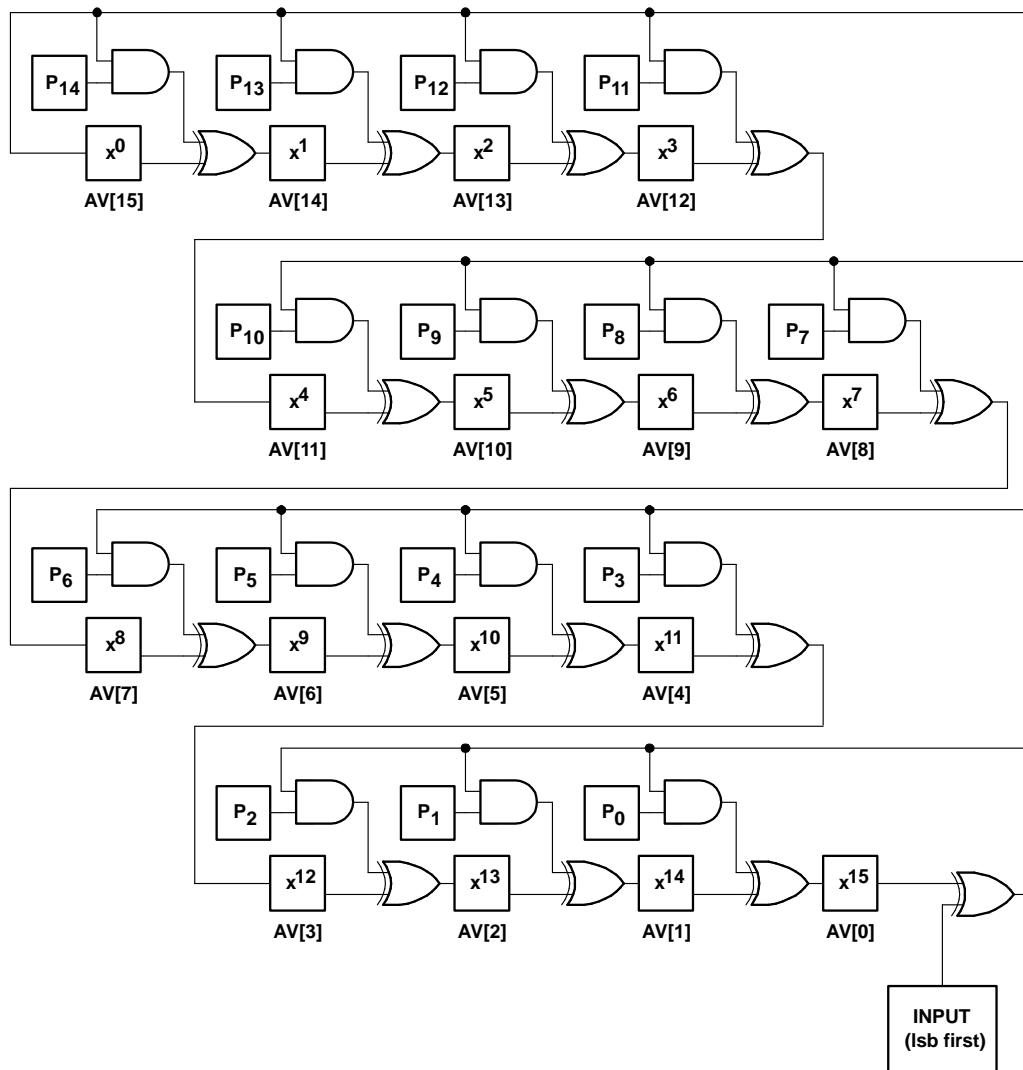 P14 P13 P12 P11
x0 x1 x2 x3
AV[15] AV[14] AV[13] AV[12]
P10 P9 P8 P7
x4 x5 x6 x7
AV[11] AV[10] AV[9] AV[8]
P6 P5 P4 P3
x8 x9 x10 x11
AV[7] AV[6] AV[5] AV[4]
P2 P1 P0
x12 x13 x14 x15
AV[3] AV[2] AV[1] AV[0]
INPUT
(lsb first)